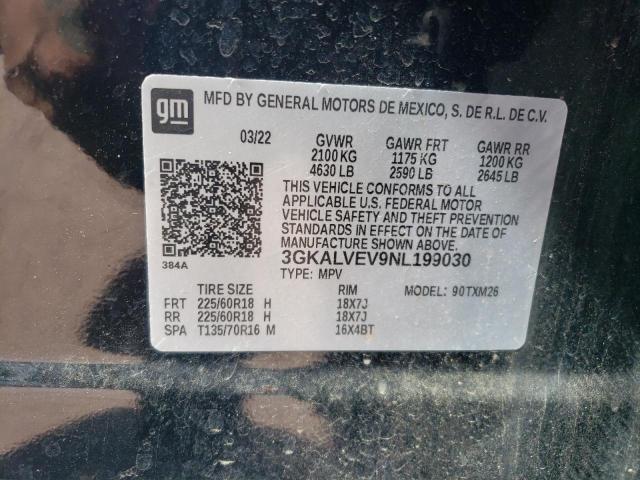 gm
MFD BY GENERAL MOTORS DE MEXICO, S. DE R.L. DE C.V.
03/22 GVWR GAWR FRT GAWR RR
2100 KG 1175 KG 1200 KG
4630 LB 2590 LB 2645 LB
THIS VEHICLE CONFORMS TO ALL
APPLICABLE U.S. FEDERAL MOTOR
VEHICLE SAFETY AND THEFT PREVENTION
STANDARDS IN EFFECT ON THE DATE OF
MANUFACTURE SHOWN ABOVE.
384A
3GKALVEV9NL199030
TYPE: MPV MODEL: 90TXM26
TIRE SIZE RIM
FRT 225/60R18 H 18X7J
RR 225/60R18 H 18X7J
SPA T135/70R16 M 16X4BT